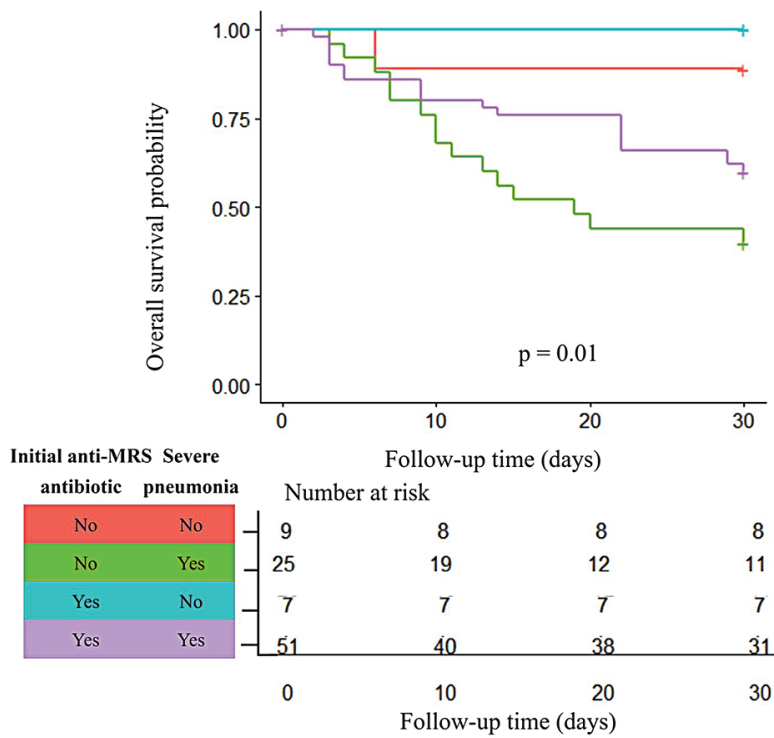 1.00
0.75
0.50
0.25
0.00
Overall survival probability
p = 0.01
0 10 20 30
Follow-up time (days)
Initial anti-MRS Severe
antibiotic pneumonia
Number at risk
No No 9 8 8 8
No Yes 25 19 12 11
Yes No 7 7 7 7
Yes Yes 51 40 38 31
0 10 20 30
Follow-up time (days)